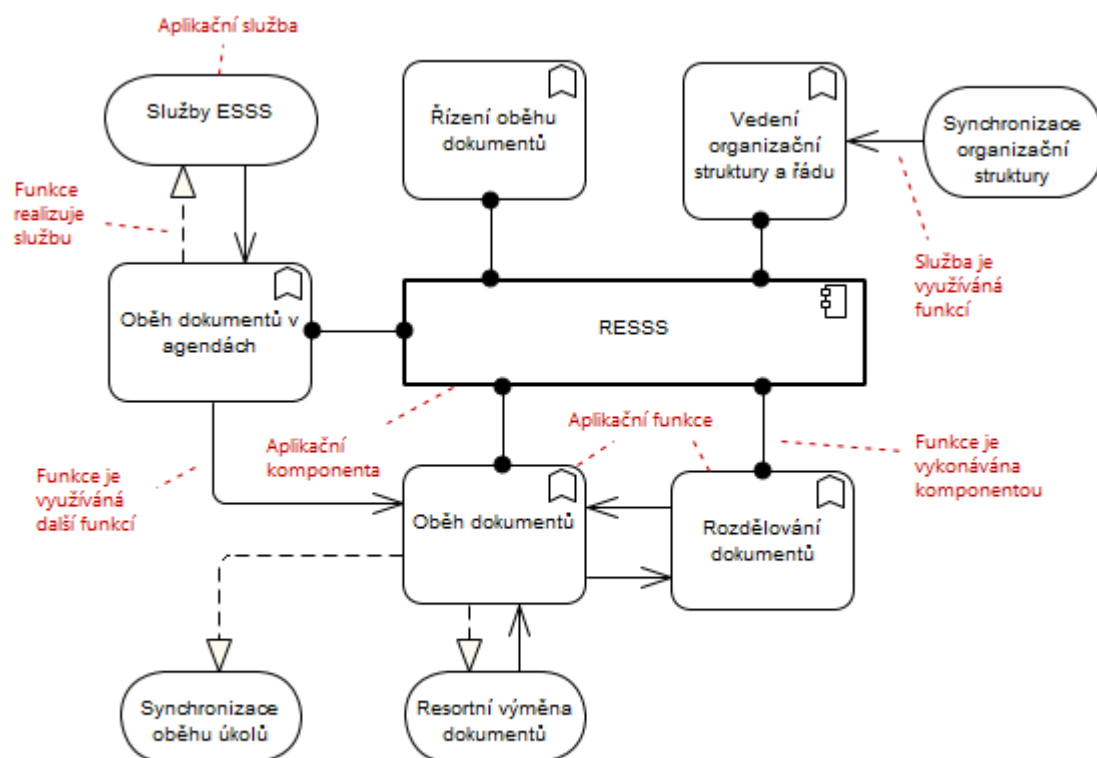 Aplikační služba
Služby ESSS
Řízení oběhu
dokumentů
Vedení
organizační
struktury a řádu
Synchronizace
organizační
struktury
Funkce
realizuje
službu
Služba je
využíváná
funkcí
Oběh dokumentů v
agendách
RESSS
Funkce je
využíváná
další funkcí
Aplikační
komponenta
Aplikační funkce
Funkce je
vykonávána
komponentou
Oběh dokumentů
Rozdělování
dokumentů
Synchronizace
oběhu úkolů
Resortní výměna
dokumentů